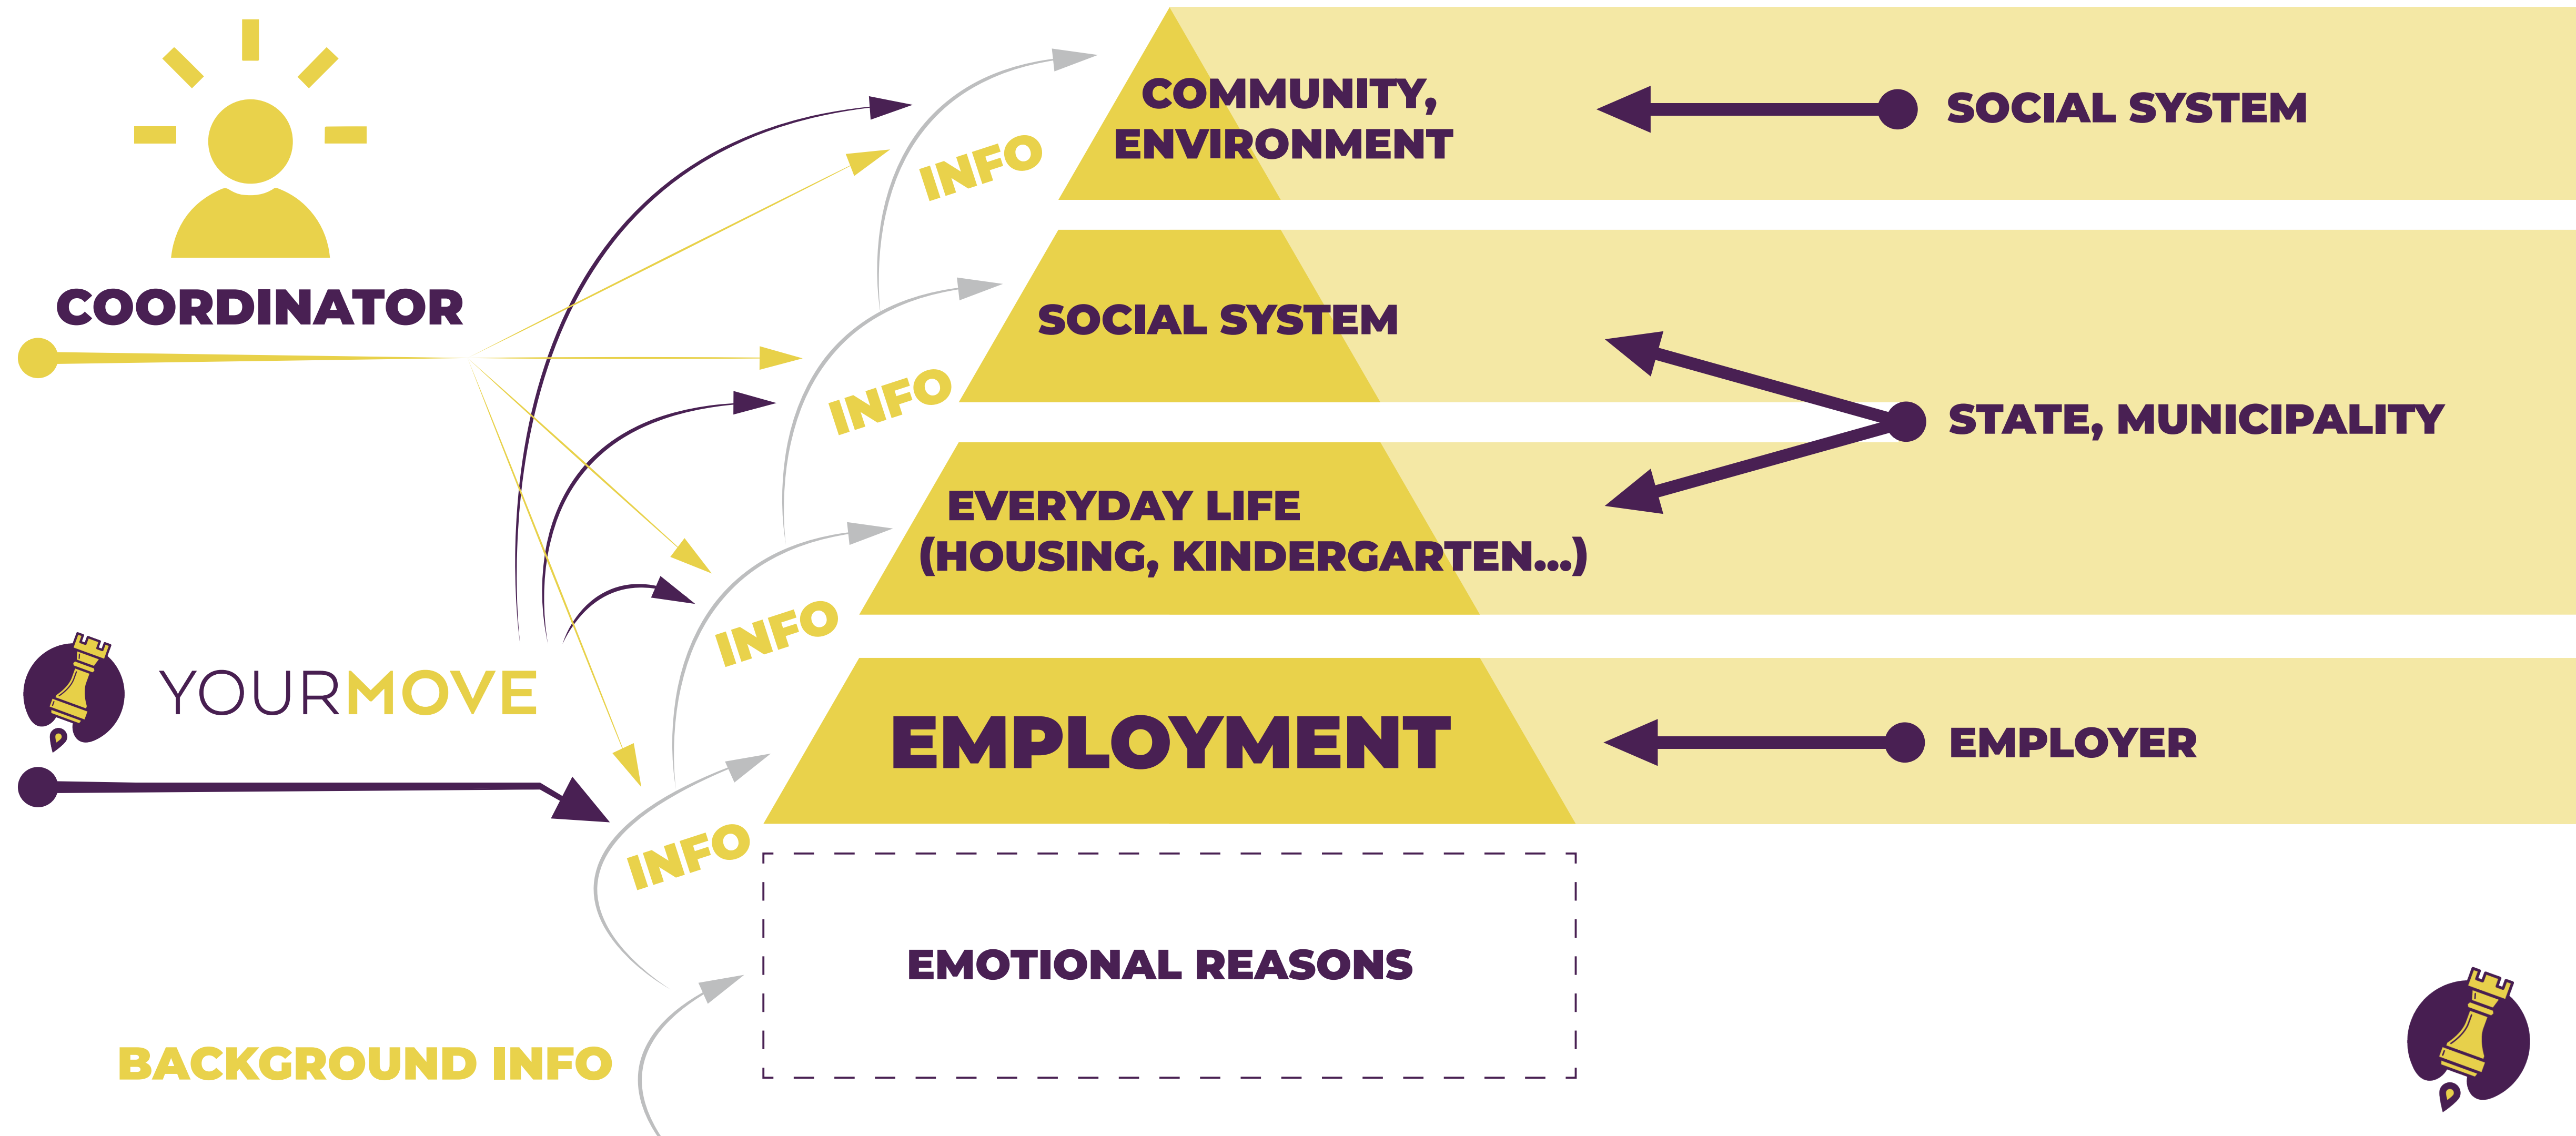 COORDINATOR
YOURMOVE
BACKGROUND INFO
INFO
INFO
INFO
INFO
COMMUNITY,
ENVIRONMENT
SOCIAL SYSTEM
EVERYDAY LIFE
(HOUSING, KINDERGARTEN...)
EMPLOYMENT
EMOTIONAL REASONS
SOCIAL SYSTEM
STATE, MUNICIPALITY
EMPLOYER